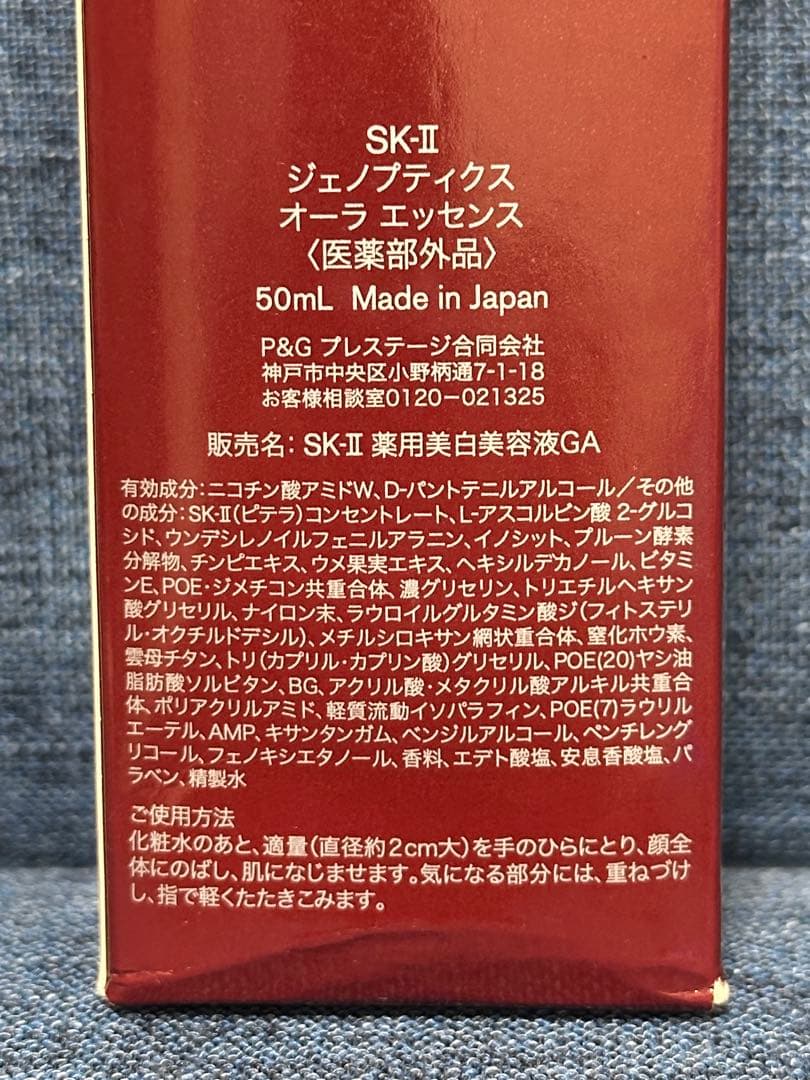 SK-Ⅱ
ジェノプティクス
オーラ エッセンス
〈医薬部外品〉
50mL Made in Japan
P&G プレステージ合同会社
神戸市中央区小野柄通7-1-18
お客様相談室0120-021325
販売名：SK-Ⅱ 薬用美白美容液GA
有効成分：ニコチン酸アミドW、D-パントテニルアルコール／その他
の成分：SK-Ⅱ（ピテラ）コンセントレート、L-アスコルビン酸 2-グルコ
シド、ウンデシレノイルフェニルアラニン、イノシット、プルーン酵素
分解物、チンピエキス、ウメ果実エキス、ヘキシルデカノール、ビタミ
ンE、POE・ジメチコン共重合体、濃グリセリン、トリエチルヘキサン
酸グリセリル、ナイロン末、ラウロイルグルタミン酸ジ（フィトステリ
ル・オクチルドデシル）、メチルシロキサン網状重合体、窒化ホウ素、
雲母チタン、トリ（カプリル・カプリン酸）グリセリル、POE(20)ヤシ油
脂肪酸ソルビタン、BG、アクリル酸・メタクリル酸アルキル共重合
体、ポリアクリルアミド、軽質流動イソパラフィン、POE(7)ラウリル
エーテル、AMP、キサンタンガム、ベンジルアルコール、ペンチレング
リコール、フェノキシエタノール、香料、エデト酸塩、安息香酸塩、パ
ラベン、精製水
ご使用方法
化粧水のあと、適量（直径約2cm大）を手のひらにとり、顔全
体にのばし、肌になじませます。気になる部分には、重ねづけ
し、指で軽くたたきこみます。